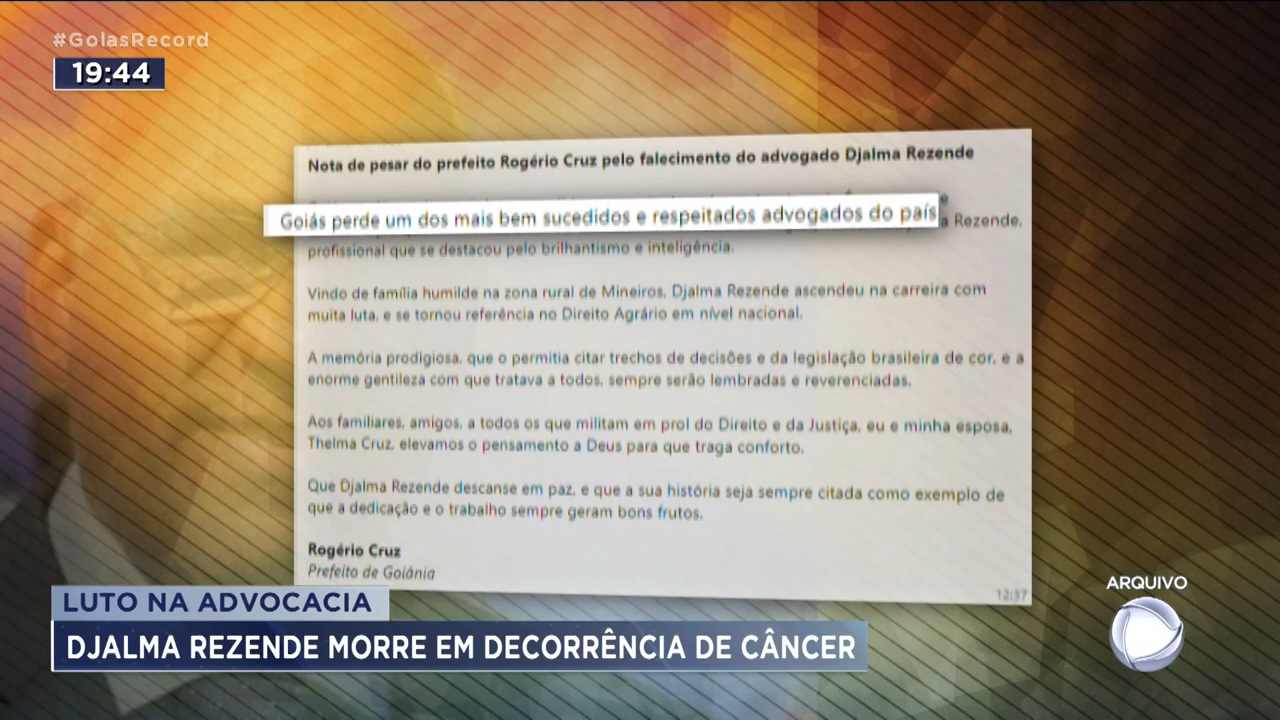 #GoiasRecord
19:44
Nota de pesar do prefeito Rogério Cruz pelo falecimento do advogado Djalma Rezende
Goiás perde um dos mais bem sucedidos e respeitados advogados do país
a Rezende,
profissional que se destacou pelo brilhantismo e inteligência.
Vindo de família humilde na zona rural de Mineiros, Djalma Rezende ascendeu na carreira com
muita luta, e se tornou referência no Direito Agrário em nível nacional.
A memória prodigiosa, que o permitia citar trechos de decisões e da legislação brasileira de cor, e a
enorme gentileza com que tratava a todos, sempre serão lembradas e reverenciadas.
Aos familiares, amigos, a todos os que militam em prol do Direito e da Justiça, eu e minha esposa,
Thelma Cruz, elevamos o pensamento a Deus para que traga conforto.
Que Djalma Rezende descanse em paz, e que a sua história seja sempre citada como exemplo de
que a dedicação e o trabalho sempre geram bons frutos.
Rogério Cruz
Prefeito de Goiânia
12:37
ARQUIVO
LUTO NA ADVOCACIA
DJALMA REZENDE MORRE EM DECORRÊNCIA DE CÂNCER